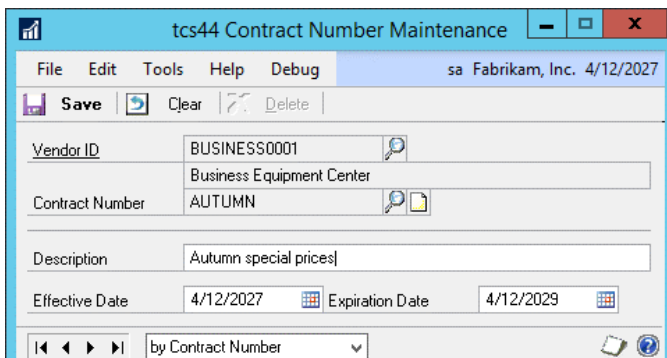 tcs44 Contract Number Maintenance
File Edit Tools Help Debug sa Fabrikam, Inc. 4/12/2027
Save Clear Delete
Vendor ID BUSINESS0001
Business Equipment Center
Contract Number AUTUMN
Description Autumn special prices
Effective Date 4/12/2027 Expiration Date 4/12/2029
by Contract Number